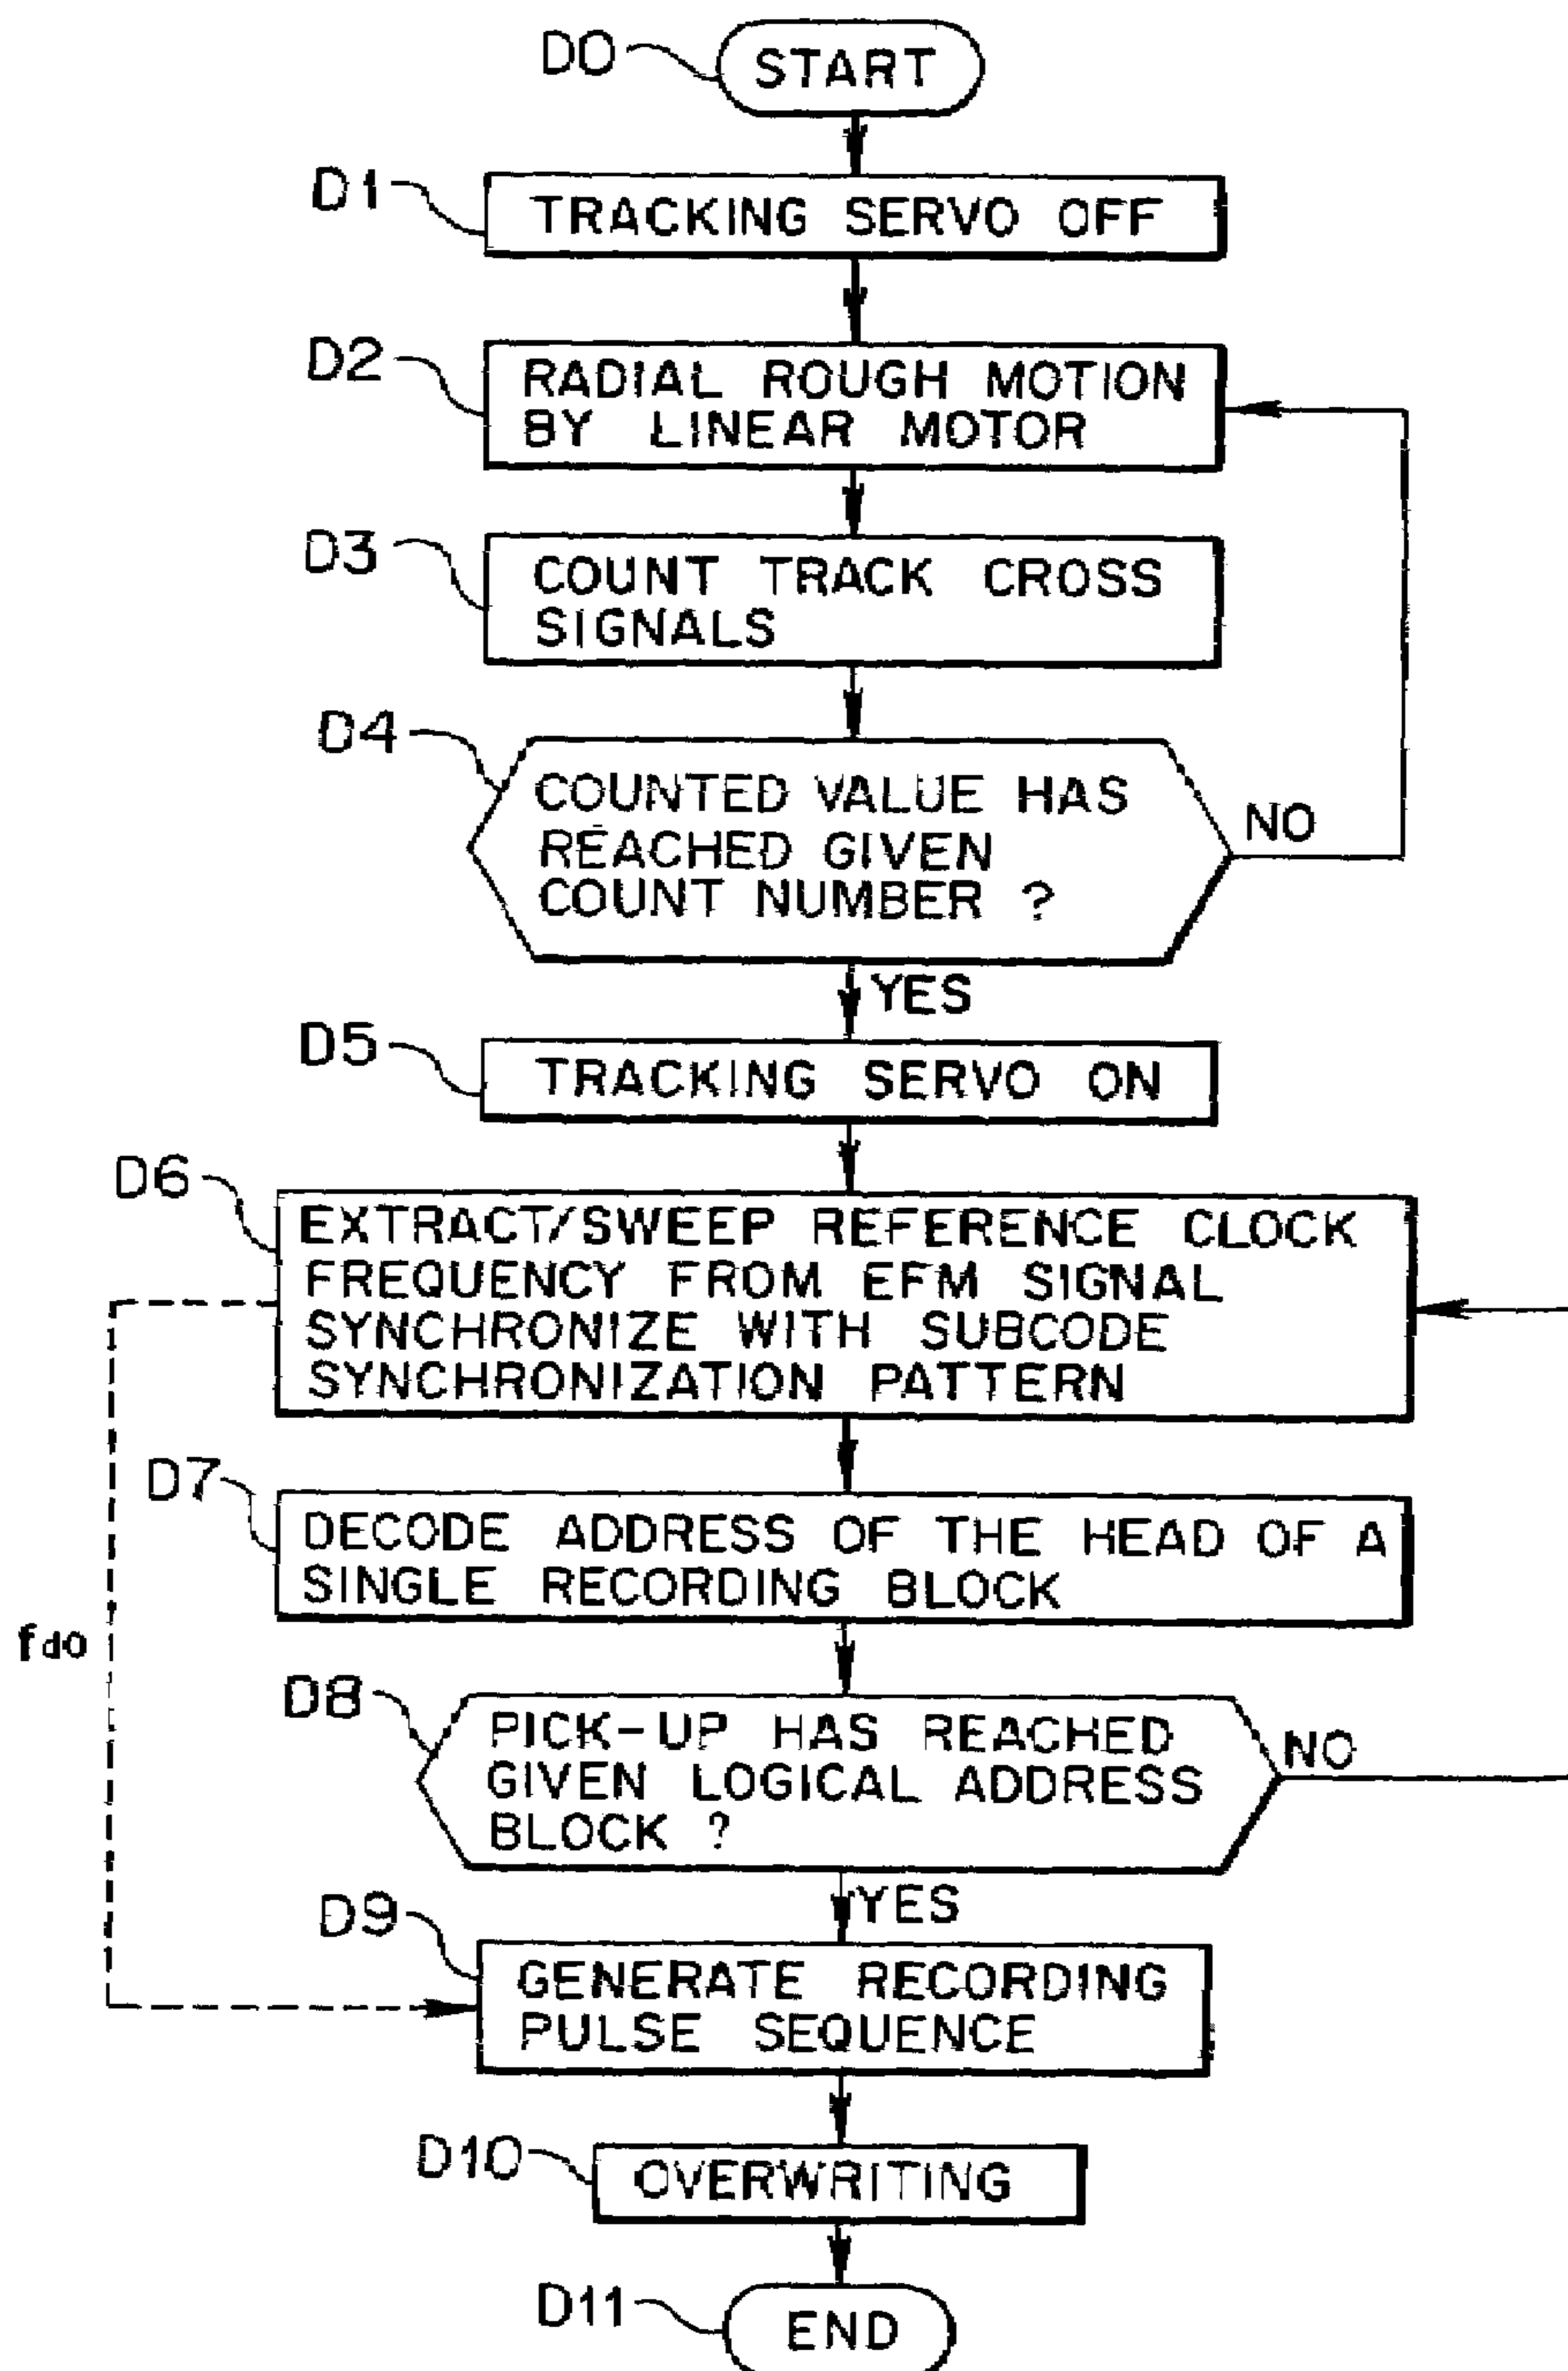 D0
START
D1
TRACKING SERVO OFF
D2
RADIAL ROUGH MOTION
BY LINEAR MOTOR
D3
COUNT TRACK CROSS
SIGNALS
D4
COUNTED VALUE HAS
REACHED GIVEN
COUNT NUMBER ?
NO
YES
D5
TRACKING SERVO ON
D6
EXTRACT/SWEEP REFERENCE CLOCK
FREQUENCY FROM EFM SIGNAL
SYNCHRONIZE WITH SUBCODE
SYNCHRONIZATION PATTERN
D7
DECODE ADDRESS OF THE HEAD OF A
SINGLE RECORDING BLOCK
fd0
D8
PICK-UP HAS REACHED
GIVEN LOGICAL ADDRESS
BLOCK ?
NO
YES
D9
GENERATE RECORDING
PULSE SEQUENCE
D10
OVERWRITING
D11
END